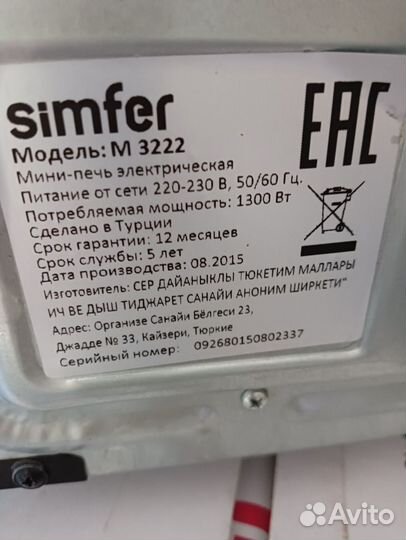 simfer
EAC
Модель: М 3222
Мини-печь электрическая
Питание от сети 220-230 В, 50/60 Гц.
Потребляемая мощность: 1300 Вт
Сделано в Турции
Срок гарантии: 12 месяцев
Срок службы: 5 лет
Дата производства: 08.2015
Изготовитель: СЕР ДАЙАНЫКЛЫ ТЮКЕТИМ МАЛЛАРЫ
ИЧ ВЕ ДЫШ ТИДЖАРЕТ САНАЙИ АНОНИМ ШИРКЕТИ"
Адрес: Организе Санайи Бёлгеси 23,
Джадде № 33, Кайзери, Тюркие
Серийный номер: 092680150802337
Avito